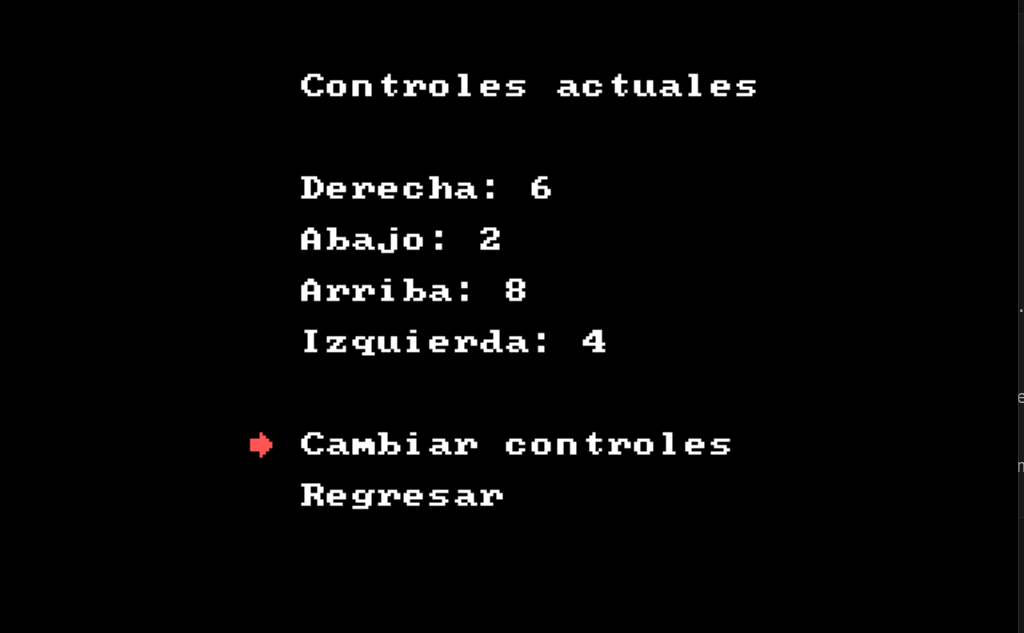 Controles actuales
Derecha: 6
Abajo: 2
Arriba: 8
Izquierda: 4
Cambiar controles
Regresar